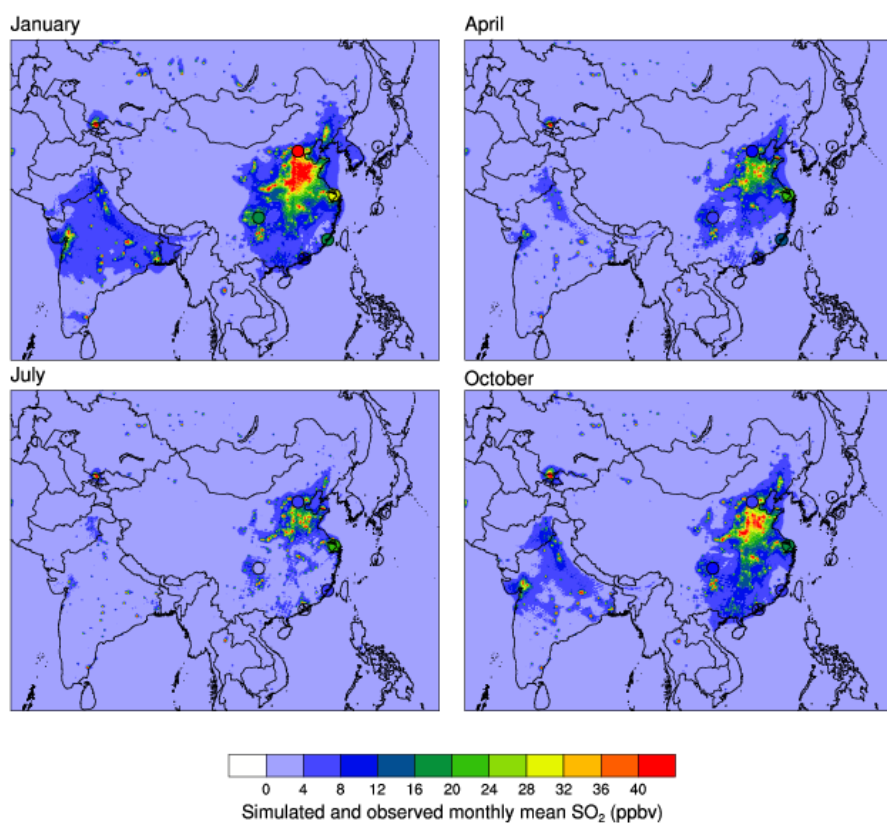 January
April
July
October
0 4 8 12 16 20 24 28 32 36 40
Simulated and observed monthly mean SO₂ (ppbv)